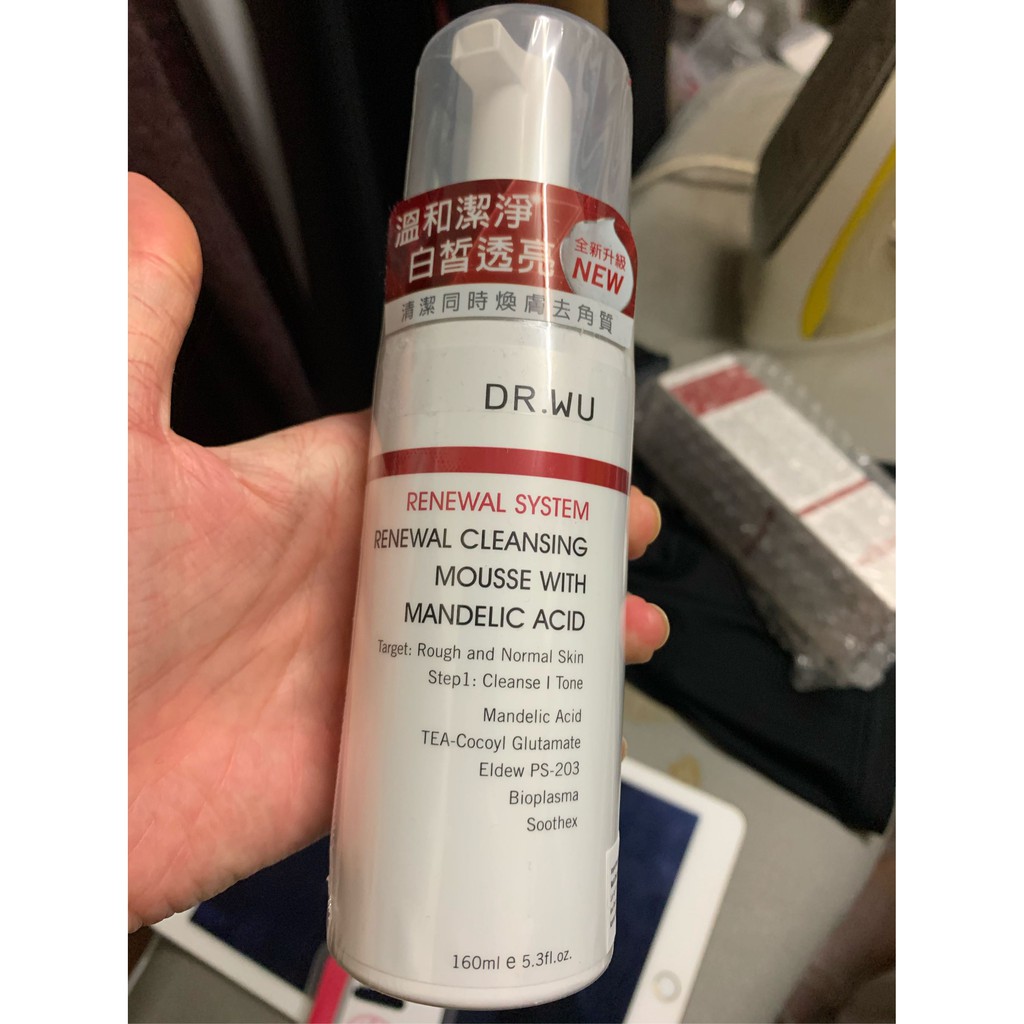 溫和潔淨
白皙透亮
全新升級
NEW
清潔同時煥膚去角質
DR.WU
RENEWAL SYSTEM
RENEWAL CLEANSING
MOUSSE WITH
MANDELIC ACID
Target: Rough and Normal Skin
Step1: Cleanse | Tone
Mandelic Acid
TEA-Cocoyl Glutamate
Eldew PS-203
Bioplasma
Soothex
160ml e 5.3fl.oz.